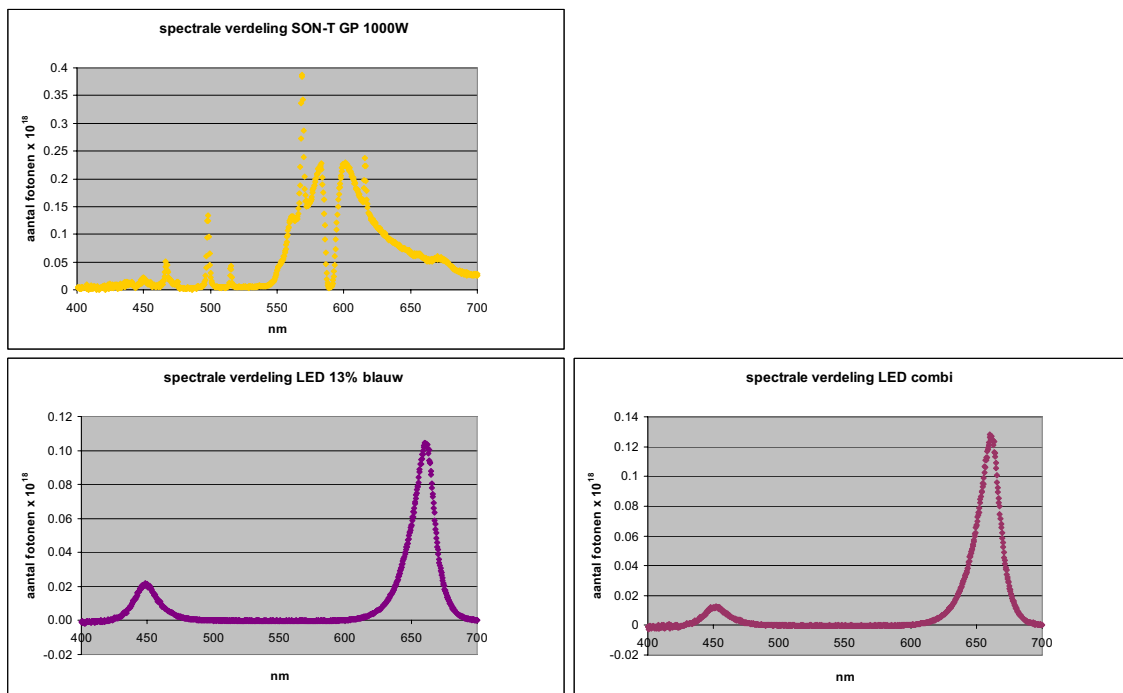 spectrale verdeling SON-T GP 1000W
aantal fotonen x 10^18
0.4
0.35
0.3
0.25
0.2
0.15
0.1
0.05
0
400 450 500 550 600 650 700
nm
spectrale verdeling LED 13% blauw
aantal fotonen x 10^18
0.12
0.10
0.08
0.06
0.04
0.02
0.00
-0.02
400 450 500 550 600 650 700
nm
spectrale verdeling LED combi
aantal fotonen x 10^18
0.14
0.12
0.1
0.08
0.06
0.04
0.02
0
-0.02
400 450 500 550 600 650 700
nm